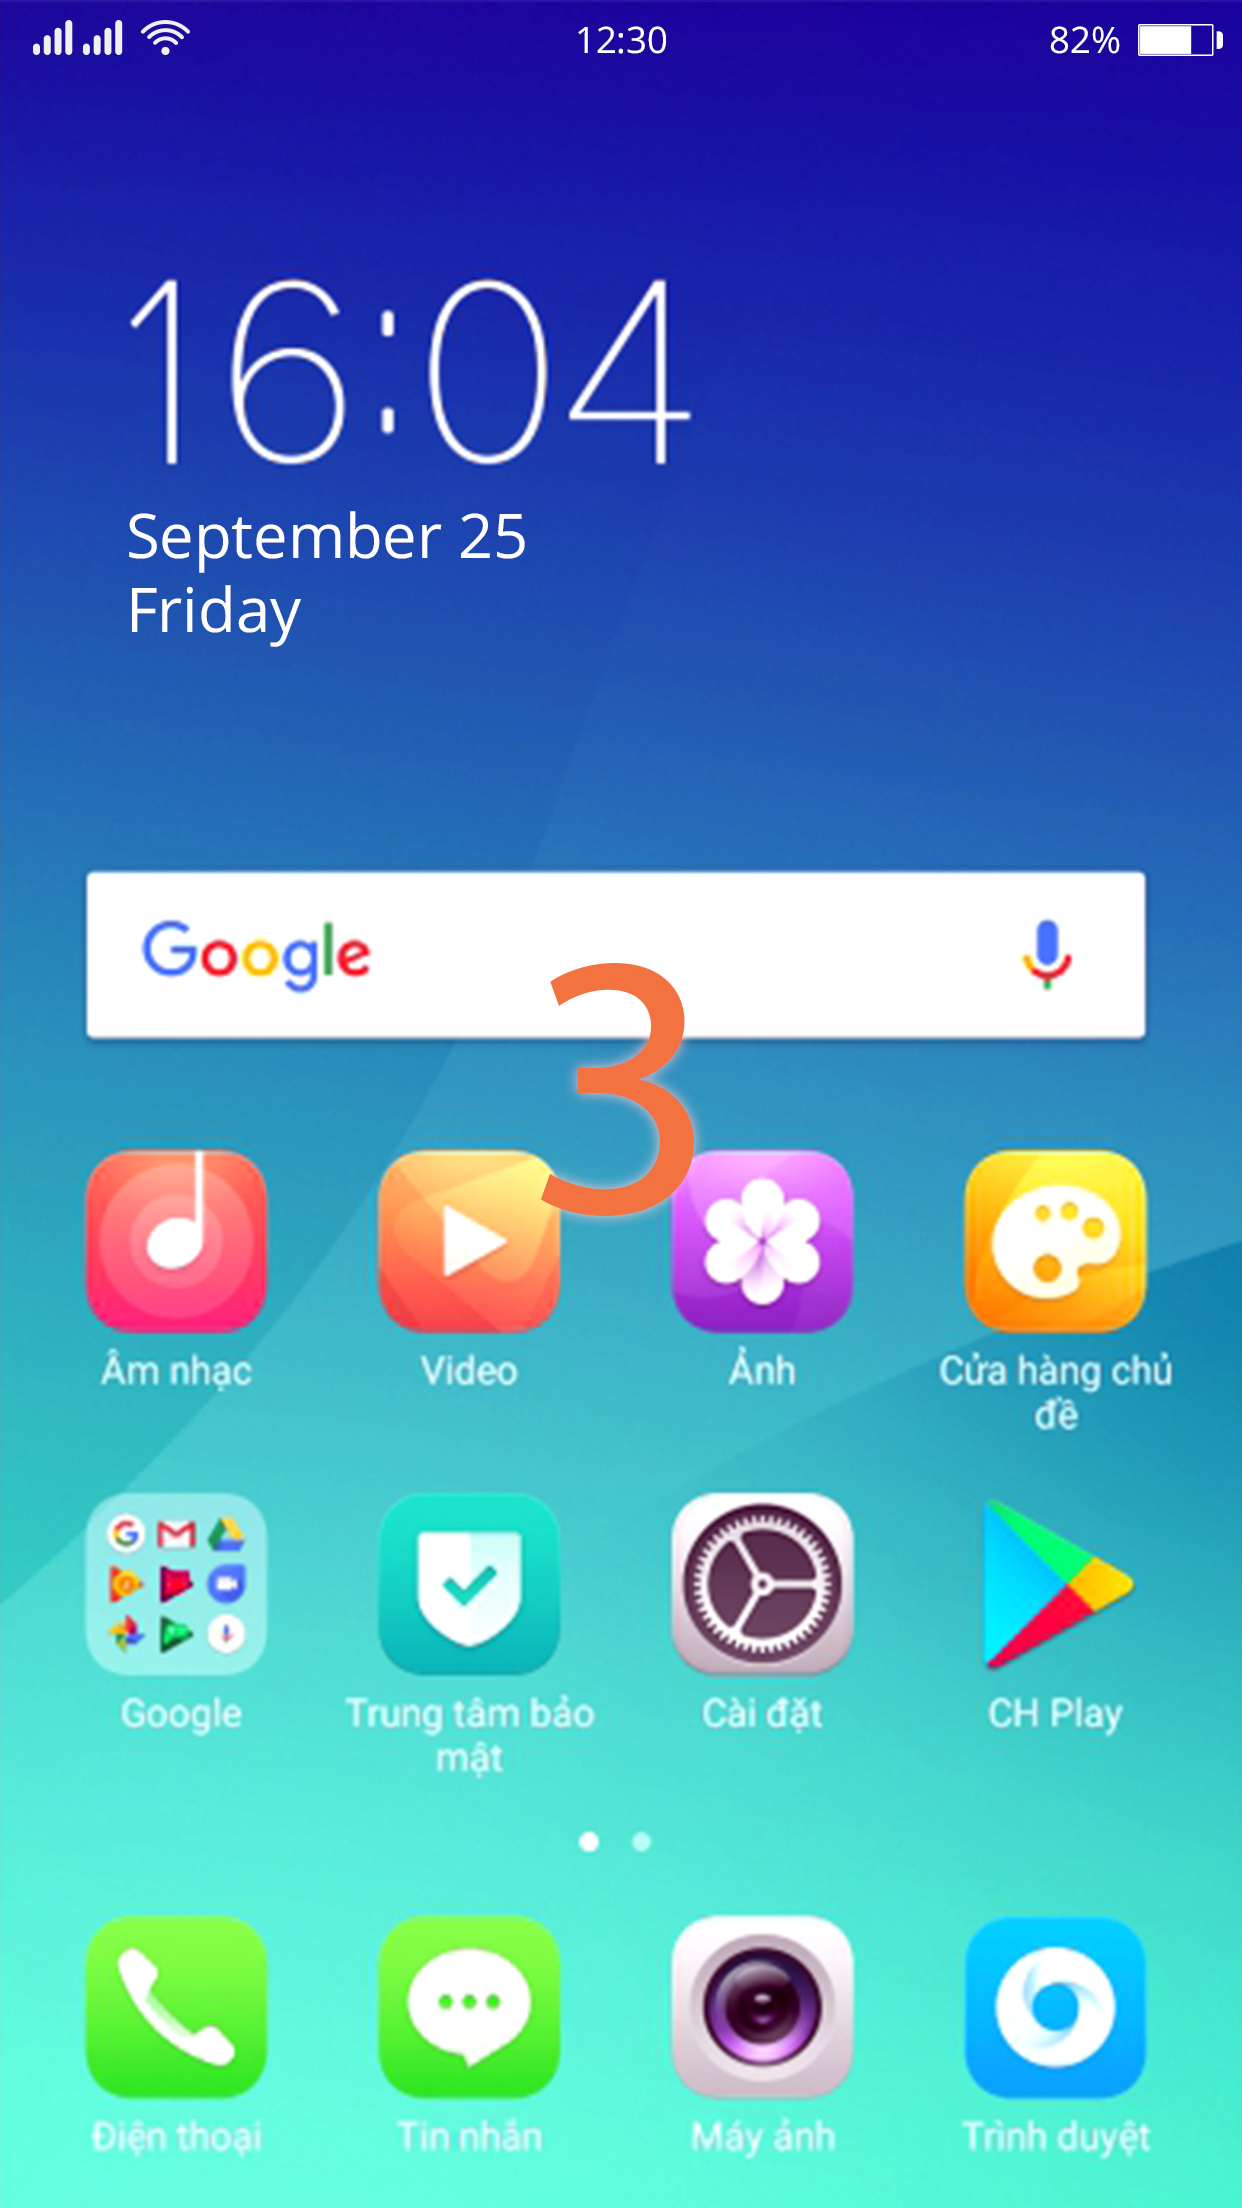 12:30
82%
16:04
September 25
Friday
Google
3
Âm nhạc
Video
Ảnh
Cửa hàng chủ
đề
Google
Trung tâm bảo
mật
Cài đặt
CH Play
Điện thoại
Tin nhắn
Máy ảnh
Trình duyệt